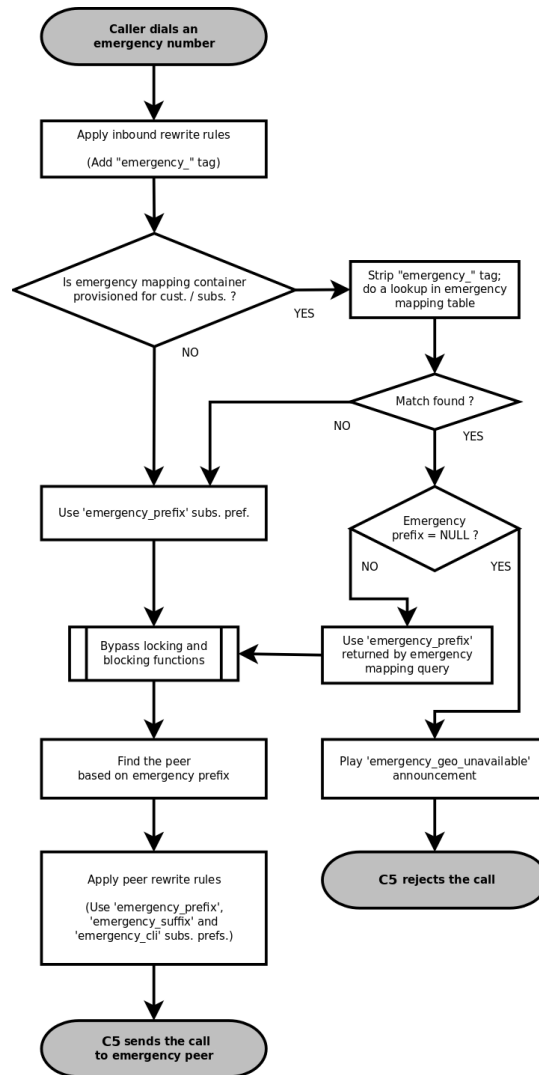 Caller dials an
emergency number
Apply inbound rewrite rules
(Add "emergency_" tag)
Is emergency mapping container
provisioned for cust. / subs. ?
YES
NO
Strip "emergency_" tag;
do a lookup in emergency
mapping table
Match found ?
NO
YES
Use 'emergency_prefix' subs. pref.
Emergency
prefix = NULL ?
NO
YES
Bypass locking and
blocking functions
Use 'emergency_prefix'
returned by emergency
mapping query
Find the peer
based on emergency prefix
Play 'emergency_geo_unavailable'
announcement
Apply peer rewrite rules
(Use 'emergency_prefix',
'emergency_suffix' and
'emergency_cli' subs. prefs.)
C5 rejects the call
C5 sends the call
to emergency peer